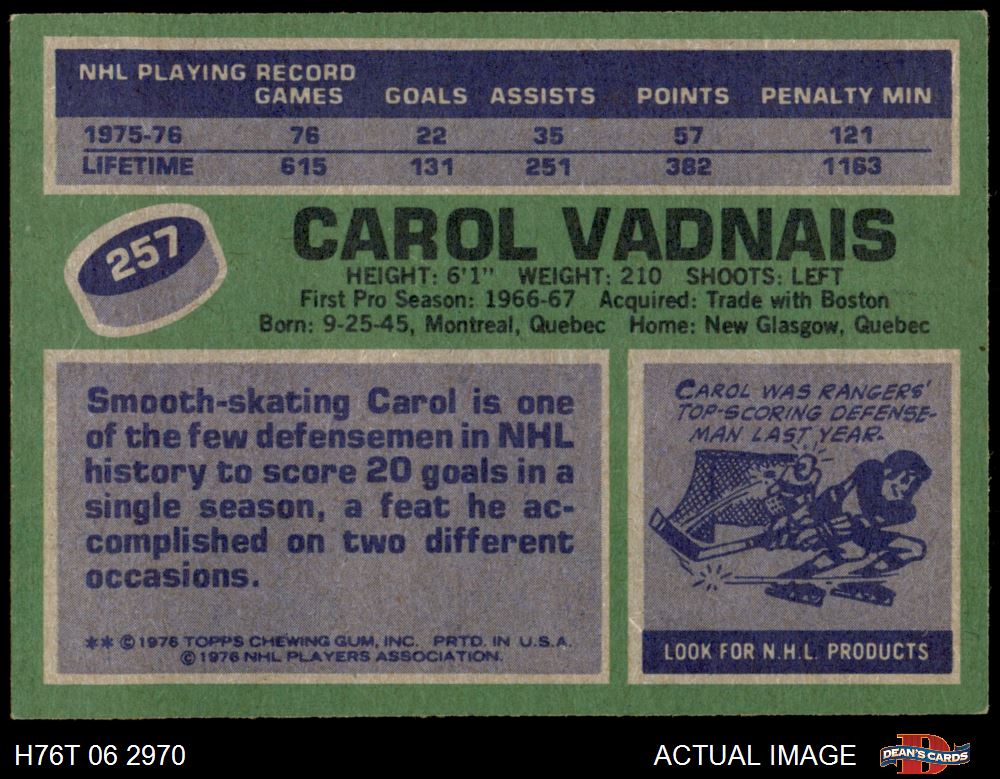 NHL PLAYING RECORD
GAMES GOALS ASSISTS POINTS PENALTY MIN
1975-76 76 22 35 57 121
LIFETIME 615 131 251 382 1163
257
CAROL VADNAIS
HEIGHT: 6'1" WEIGHT: 210 SHOOTS: LEFT
First Pro Season: 1966-67 Acquired: Trade with Boston
Born: 9-25-45, Montreal, Quebec Home: New Glasgow, Quebec
Smooth-skating Carol is one
of the few defensemen in NHL
history to score 20 goals in a
single season, a feat he ac-
complished on two different
occasions.
** © 1976 TOPPS CHEWING GUM, INC. PRTD. IN U.S.A.
© 1976 NHL PLAYERS ASSOCIATION.
CAROL WAS RANGERS'
TOP-SCORING DEFENSE-
MAN LAST YEAR.
LOOK FOR N.H.L. PRODUCTS
H76T 06 2970
ACTUAL IMAGE
D
DEAN'S CARDS